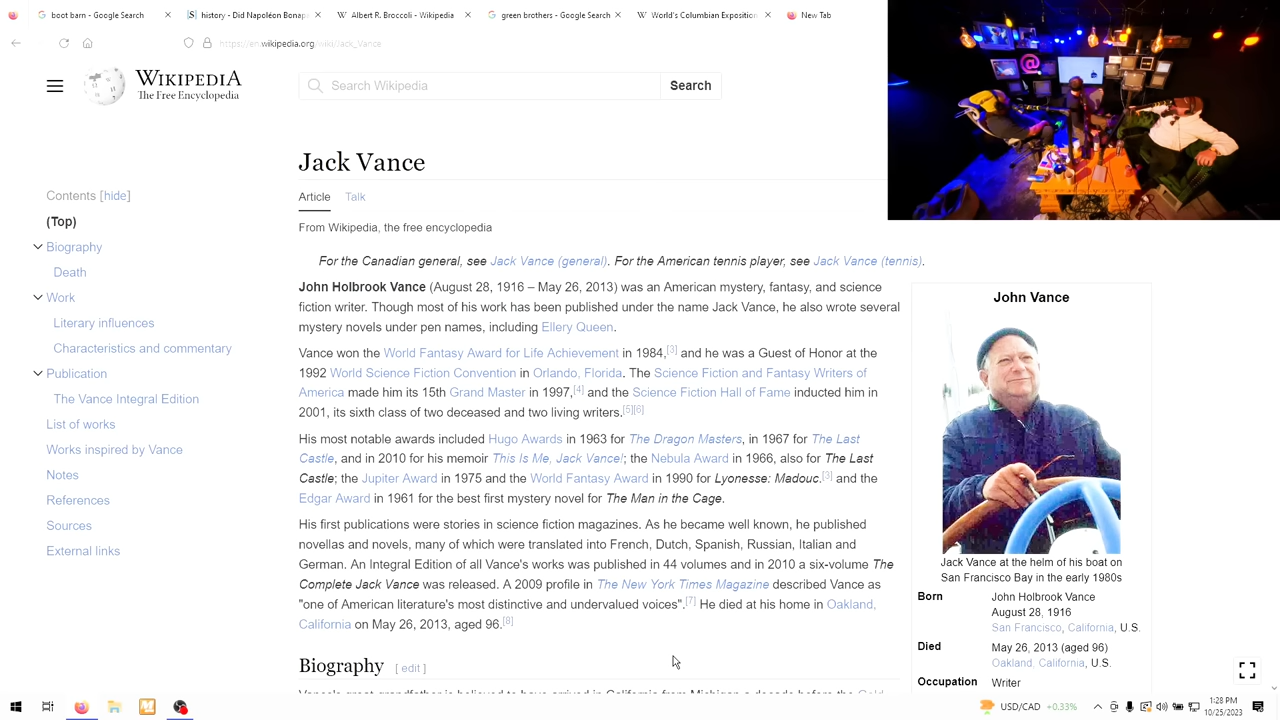 boot barn - Google Search
history - Did Napoléon Bonap
Albert R. Broccoli - Wikipedia
green brothers - Google Search
World's Columbian Exposition
New Tab
https://en.wikipedia.org/wiki/Jack_Vance
WIKIPEDIA
The Free Encyclopedia
Search Wikipedia
Search
Jack Vance
Article Talk
From Wikipedia, the free encyclopedia
Contents [hide]
(Top)
Biography
Death
Work
Literary influences
Characteristics and commentary
Publication
The Vance Integral Edition
List of works
Works inspired by Vance
Notes
References
Sources
External links
For the Canadian general, see Jack Vance (general). For the American tennis player, see Jack Vance (tennis).
John Holbrook Vance (August 28, 1916 – May 26, 2013) was an American mystery, fantasy, and science
fiction writer. Though most of his work has been published under the name Jack Vance, he also wrote several
mystery novels under pen names, including Ellery Queen.
Vance won the World Fantasy Award for Life Achievement in 1984,[3] and he was a Guest of Honor at the
1992 World Science Fiction Convention in Orlando, Florida. The Science Fiction and Fantasy Writers of
America made him its 15th Grand Master in 1997,[4] and the Science Fiction Hall of Fame inducted him in
2001, its sixth class of two deceased and two living writers.[5][6]
His most notable awards included Hugo Awards in 1963 for The Dragon Masters, in 1967 for The Last
Castle, and in 2010 for his memoir This Is Me, Jack Vance!; the Nebula Award in 1966, also for The Last
Castle; the Jupiter Award in 1975 and the World Fantasy Award in 1990 for Lyonesse: Madouc.[3] and the
Edgar Award in 1961 for the best first mystery novel for The Man in the Cage.
His first publications were stories in science fiction magazines. As he became well known, he published
novellas and novels, many of which were translated into French, Dutch, Spanish, Russian, Italian and
German. An Integral Edition of all Vance's works was published in 44 volumes and in 2010 a six-volume The
Complete Jack Vance was released. A 2009 profile in The New York Times Magazine described Vance as
"one of American literature's most distinctive and undervalued voices".[7] He died at his home in Oakland,
California on May 26, 2013, aged 96.[8]
Biography [ edit ]
Vance's great-grandfather is believed to have arrived in California from Michigan a decade before the Gold
John Vance
Jack Vance at the helm of his boat on
San Francisco Bay in the early 1980s
Born John Holbrook Vance
August 28, 1916
San Francisco, California, U.S.
Died May 26, 2013 (aged 96)
Oakland, California, U.S.
Occupation Writer
USD/CAD +0.33%
1:28 PM
10/25/2023